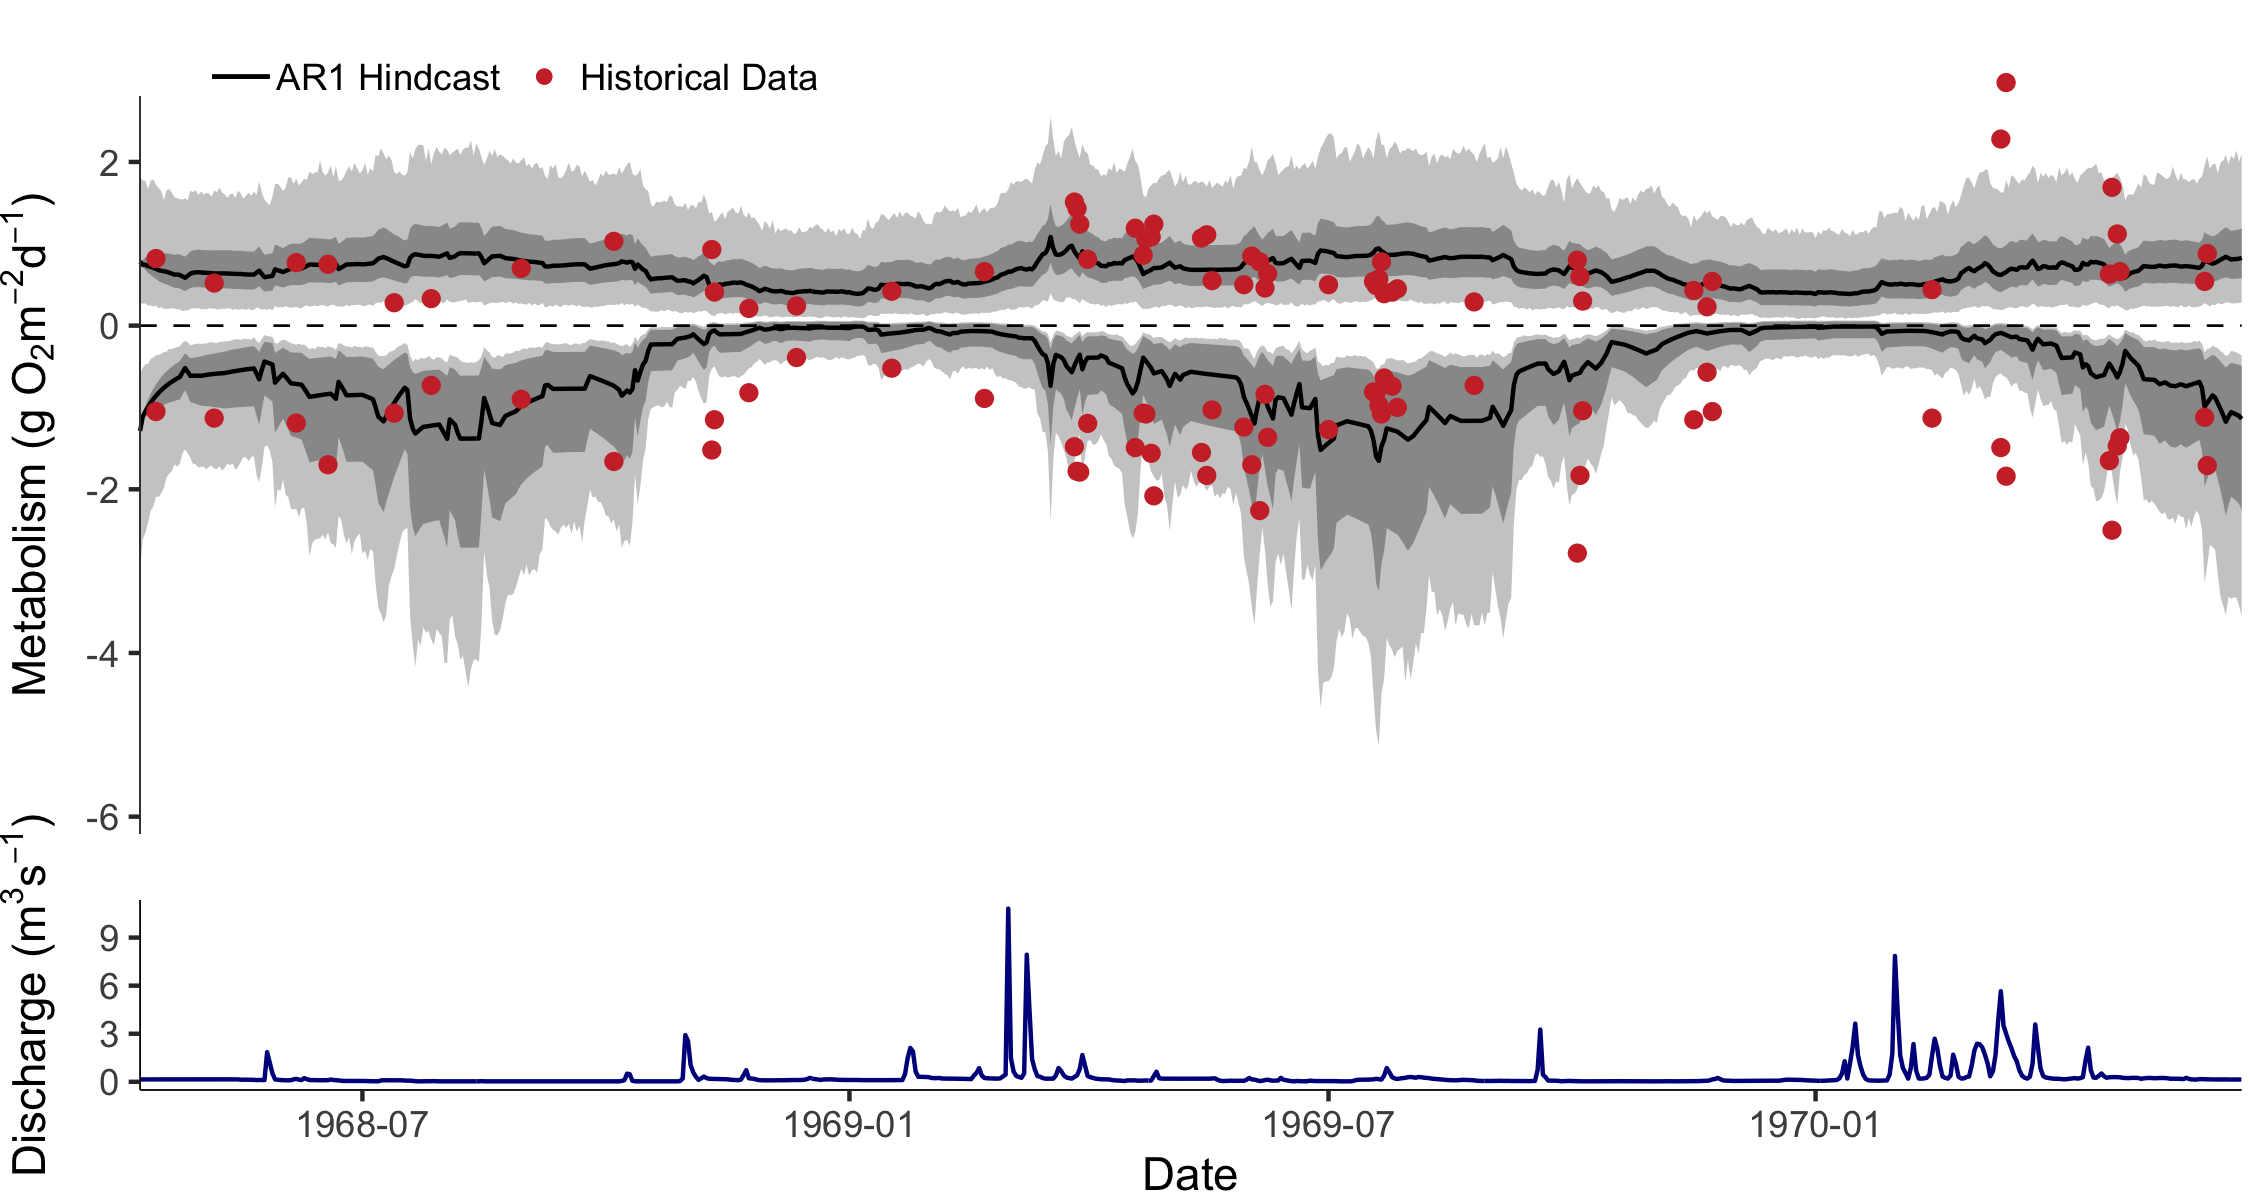 AR1 Hindcast
Historical Data
Metabolism (g O₂m⁻²d⁻¹)
2
0
-2
-4
-6
Discharge (m³s⁻¹)
9
6
3
0
1968-07
1969-01
1969-07
1970-01
Date